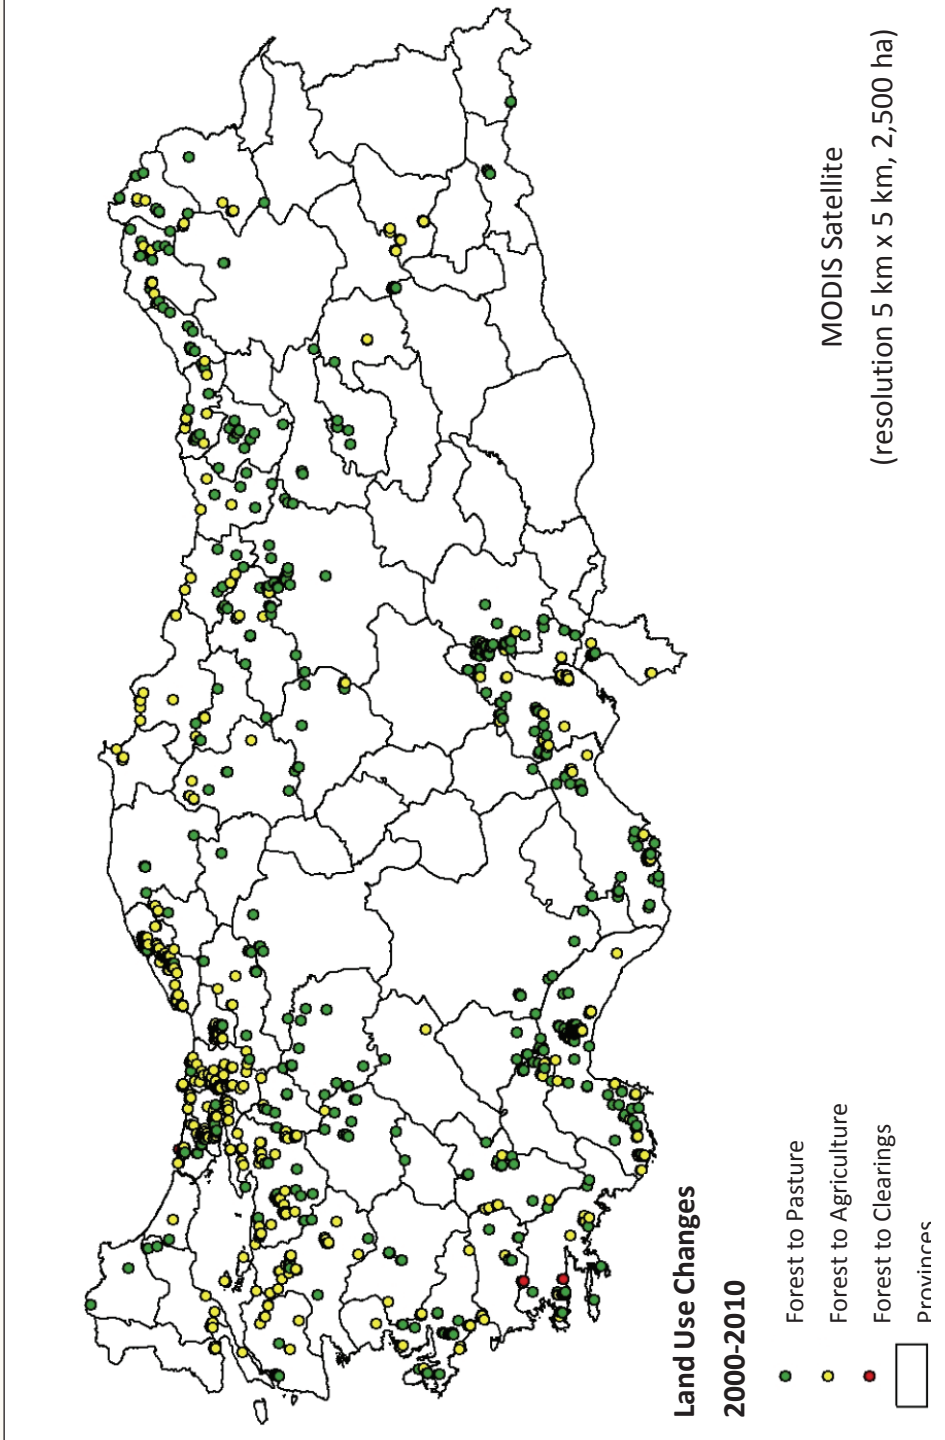 MODIS Satellite
(resolution 5 km x 5 km, 2,500 ha)
Land Use Changes
2000-2010
Forest to Pasture
Forest to Agriculture
Forest to Clearings
Provinces